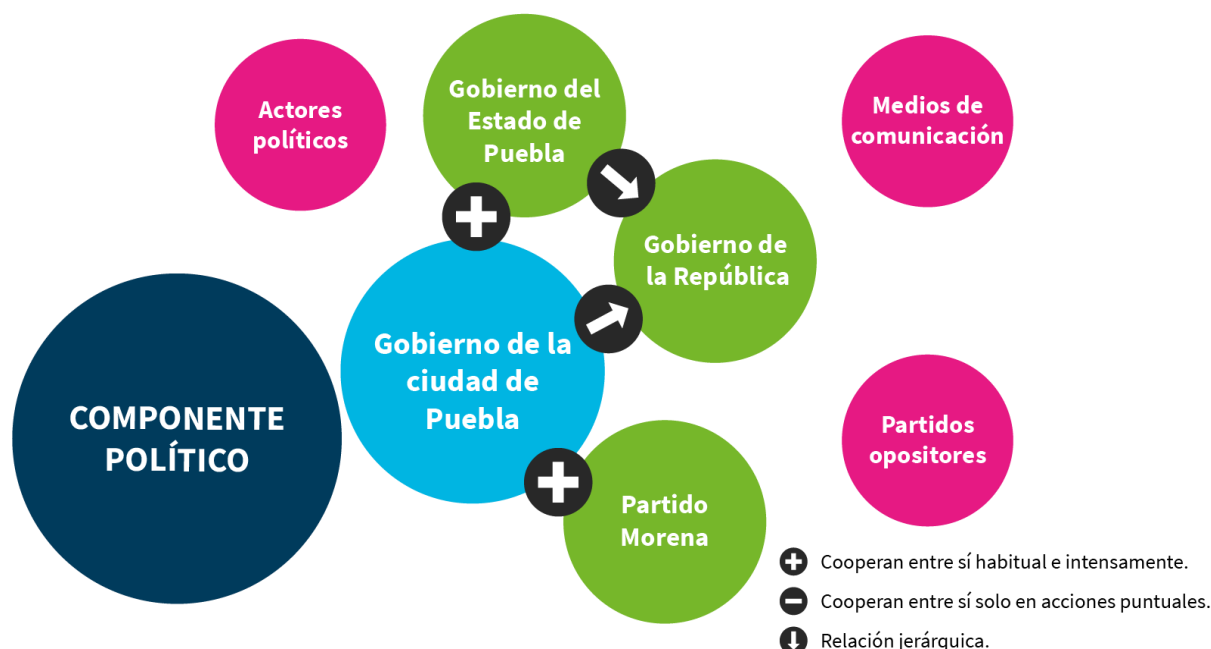 Actores
políticos
Gobierno del
Estado de
Puebla
Medios de
comunicación
Gobierno de
la República
Gobierno de la
ciudad de
Puebla
COMPONENTE
POLÍTICO
Partidos
opositores
Partido
Morena
Cooperan entre sí habitual e intensamente.
Cooperan entre sí solo en acciones puntuales.
Relación jerárquica.